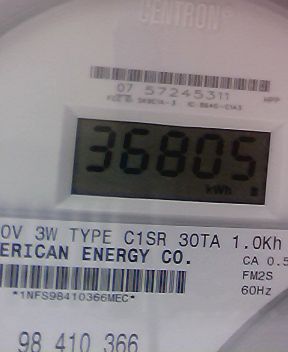 CENTRON®
07 57245311
36805
kWh
0V 3W TYPE C1SR 30TA 1.0Kh
ERICAN ENERGY CO.
CA 0.5
FM2S
60Hz
*1NFS98410366MEC*
98 410 366